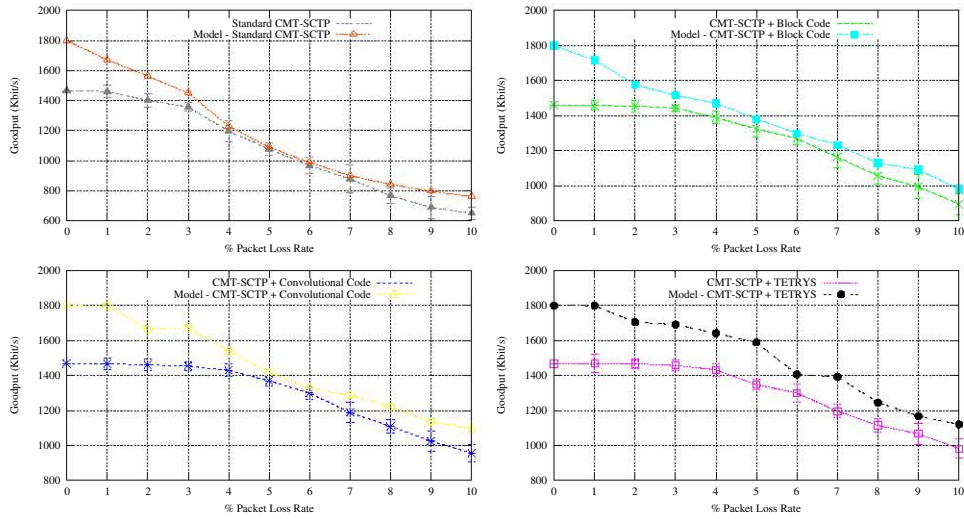 2000
1800
1600
1400
1200
1000
800
600
Goodput (Kbit/s)
Standard CMT-SCTP
Model - Standard CMT-SCTP
0 1 2 3 4 5 6 7 8 9 10
% Packet Loss Rate
2000
1800
1600
1400
1200
1000
800
Goodput (Kbit/s)
CMT-SCTP + Block Code
Model - CMT-SCTP + Block Code
0 1 2 3 4 5 6 7 8 9 10
% Packet Loss Rate
2000
1800
1600
1400
1200
1000
800
Goodput (Kbit/s)
CMT-SCTP + Convolutional Code
Model - CMT-SCTP + Convolutional Code
0 1 2 3 4 5 6 7 8 9 10
% Packet Loss Rate
2000
1800
1600
1400
1200
1000
800
Goodput (Kbit/s)
CMT-SCTP + TETRYS
Model - CMT-SCTP + TETRYS
0 1 2 3 4 5 6 7 8 9 10
% Packet Loss Rate